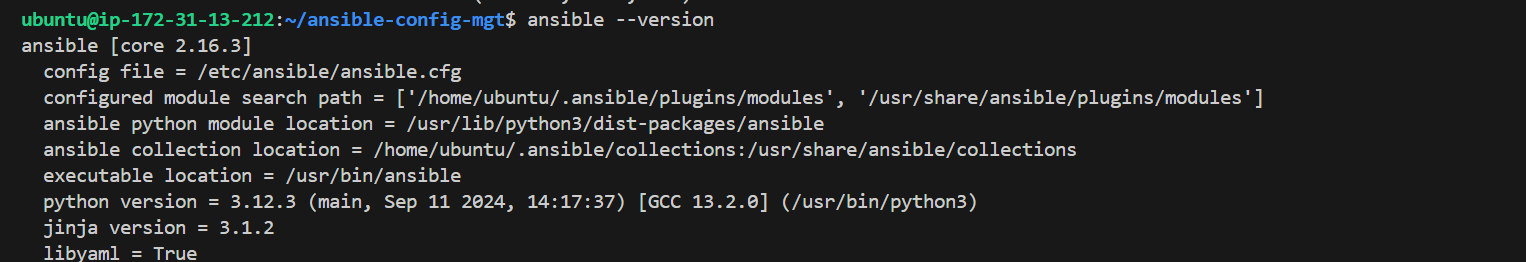 ubuntu@ip-172-31-13-212:~/ansible-config-mgt$ ansible --version
ansible [core 2.16.3]
  config file = /etc/ansible/ansible.cfg
  configured module search path = ['/home/ubuntu/.ansible/plugins/modules', '/usr/share/ansible/plugins/modules']
  ansible python module location = /usr/lib/python3/dist-packages/ansible
  ansible collection location = /home/ubuntu/.ansible/collections:/usr/share/ansible/collections
  executable location = /usr/bin/ansible
  python version = 3.12.3 (main, Sep 11 2024, 14:17:37) [GCC 13.2.0] (/usr/bin/python3)
  jinja version = 3.1.2
  libyaml = True